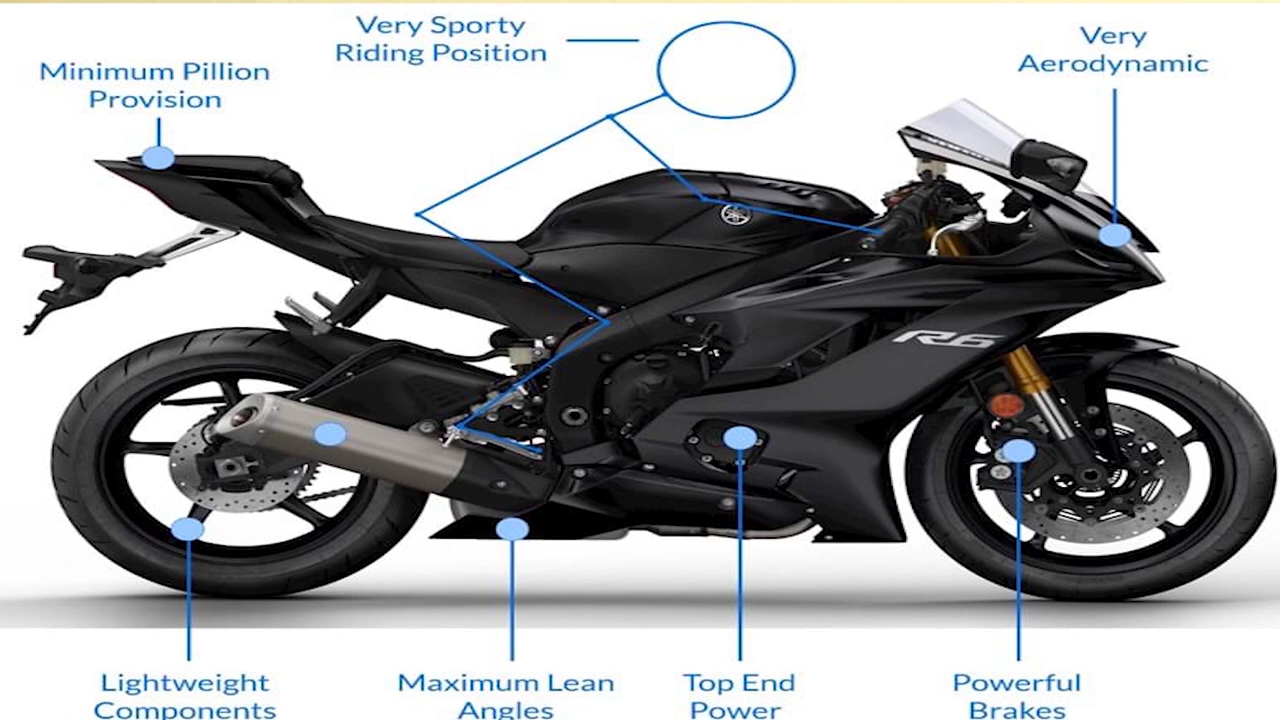 Very Sporty
Riding Position
Very
Aerodynamic
Minimum Pillion
Provision
R6
Lightweight
Components
Maximum Lean
Angles
Top End
Power
Powerful
Brakes